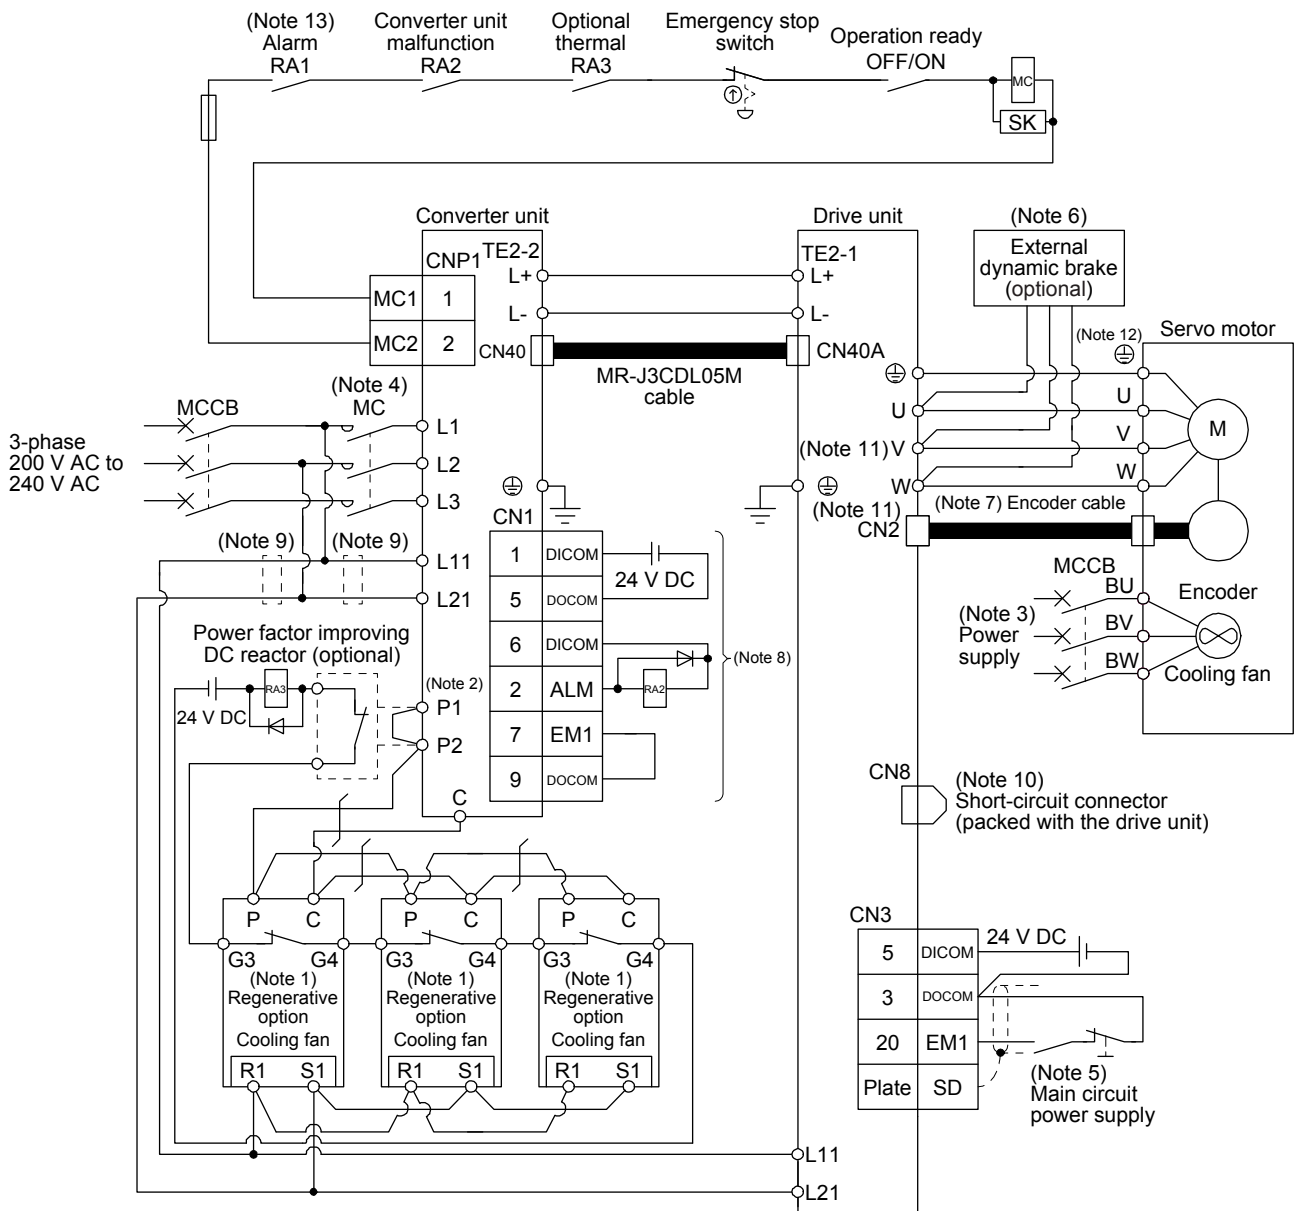 (Note 13)
Alarm
RA1
Converter unit
malfunction
RA2
Optional
thermal
RA3
Emergency stop
switch
Operation ready
OFF/ON
MC
SK
Converter unit
Drive unit
(Note 6)
External
dynamic brake
(optional)
CNP1
TE2-2
TE2-1
L+
L+
MC1
1
L-
L-
MC2
2
CN40
CN40A
MR-J3CDL05M
cable
(Note 12)
Servo motor
(Note 4)
MC
MCCB
3-phase
200 V AC to
240 V AC
L1
L2
L3
U
(Note 11)
V
W
(Note 11)
CN2
U
V
W
M
(Note 7) Encoder cable
Encoder
CN1
(Note 9)
(Note 9)
L11
L21
1
DICOM
5
DOCOM
6
DICOM
2
ALM
7
EM1
9
DOCOM
24 V DC
RA2
(Note 8)
MCCB
(Note 3)
Power
supply
BU
BV
BW
Cooling fan
Power factor improving
DC reactor (optional)
RA3
24 V DC
(Note 2)
P1
P2
C
CN8
(Note 10)
Short-circuit connector
(packed with the drive unit)
P
C
P
C
P
C
G3
G4
G3
G4
G3
G4
(Note 1)
Regenerative
option
Cooling fan
R1
S1
(Note 1)
Regenerative
option
Cooling fan
R1
S1
(Note 1)
Regenerative
option
Cooling fan
R1
S1
CN3
5
DICOM
3
DOCOM
20
EM1
Plate
SD
24 V DC
(Note 5)
Main circuit
power supply
L11
L21